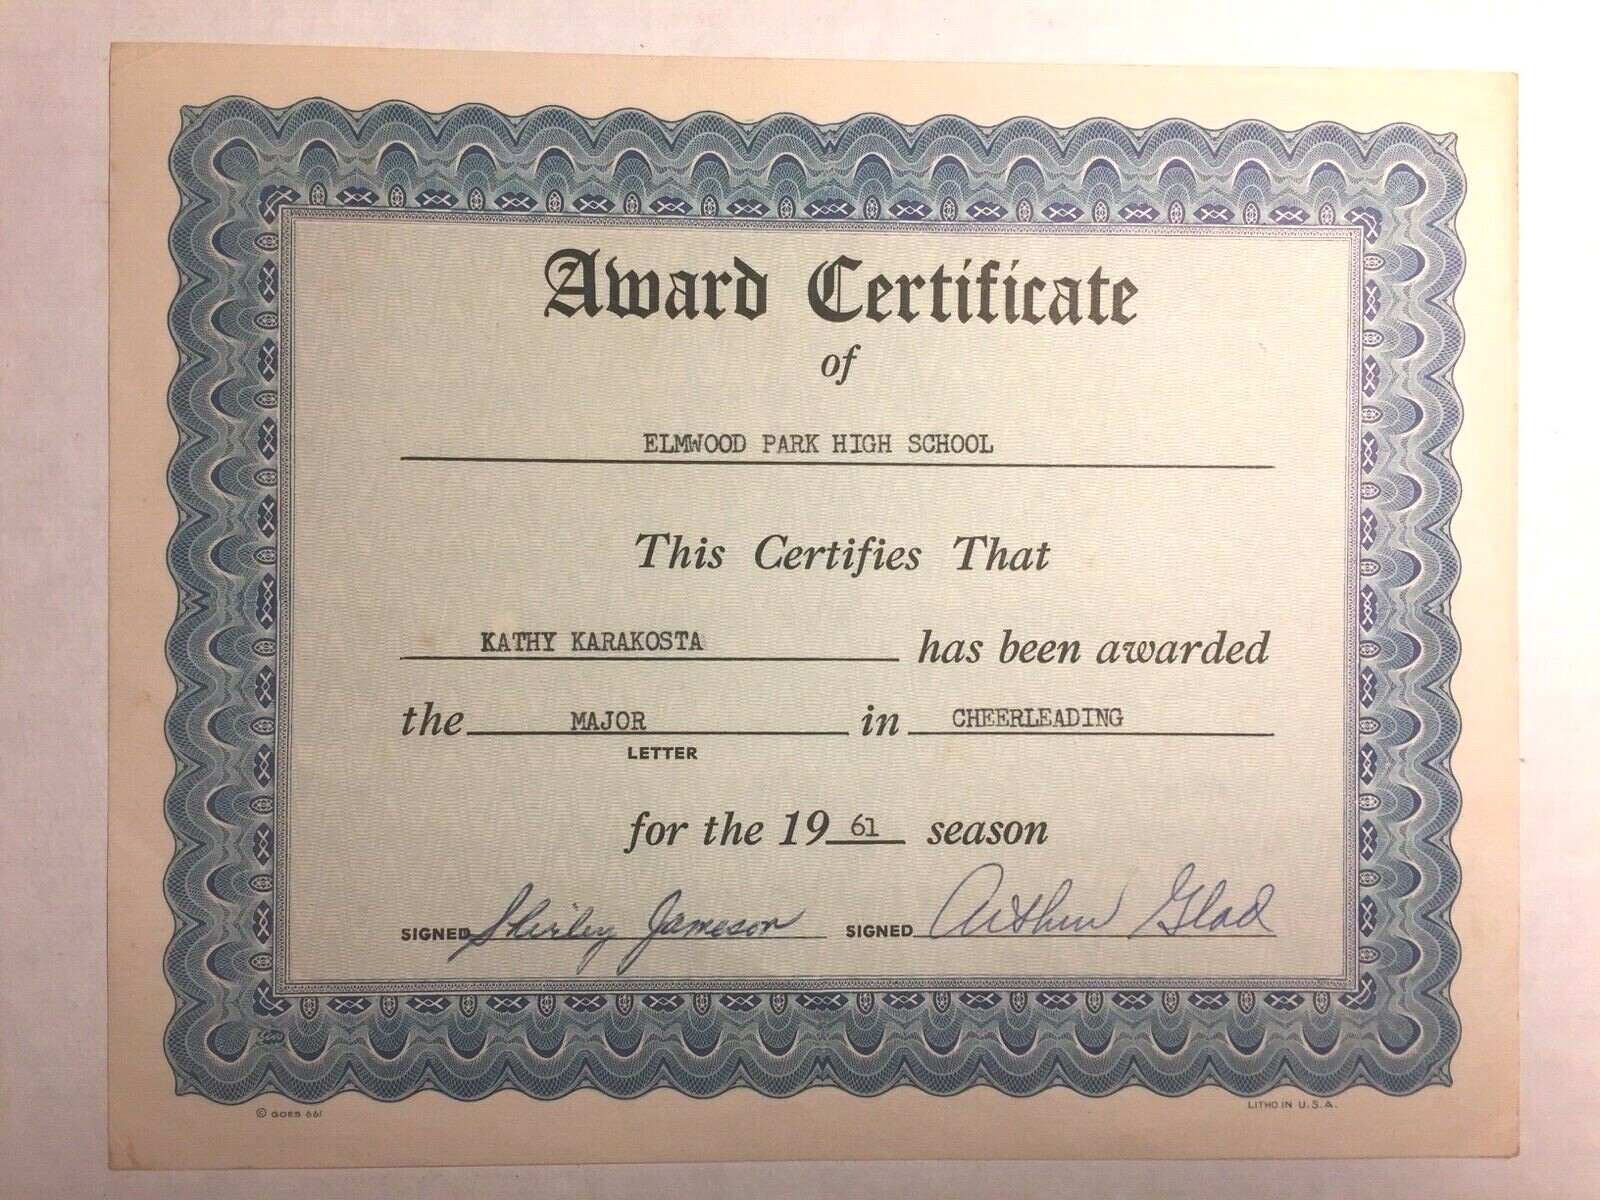 Award Certificate
of
ELMWOOD PARK HIGH SCHOOL
This Certifies That
KATHY KARAKOSTA has been awarded
the MAJOR in CHEERLEADING
LETTER
for the 19 61 season
SIGNED Shirley Jameson SIGNED Arthur Glad
© GOES 661 LITHO IN U.S.A.